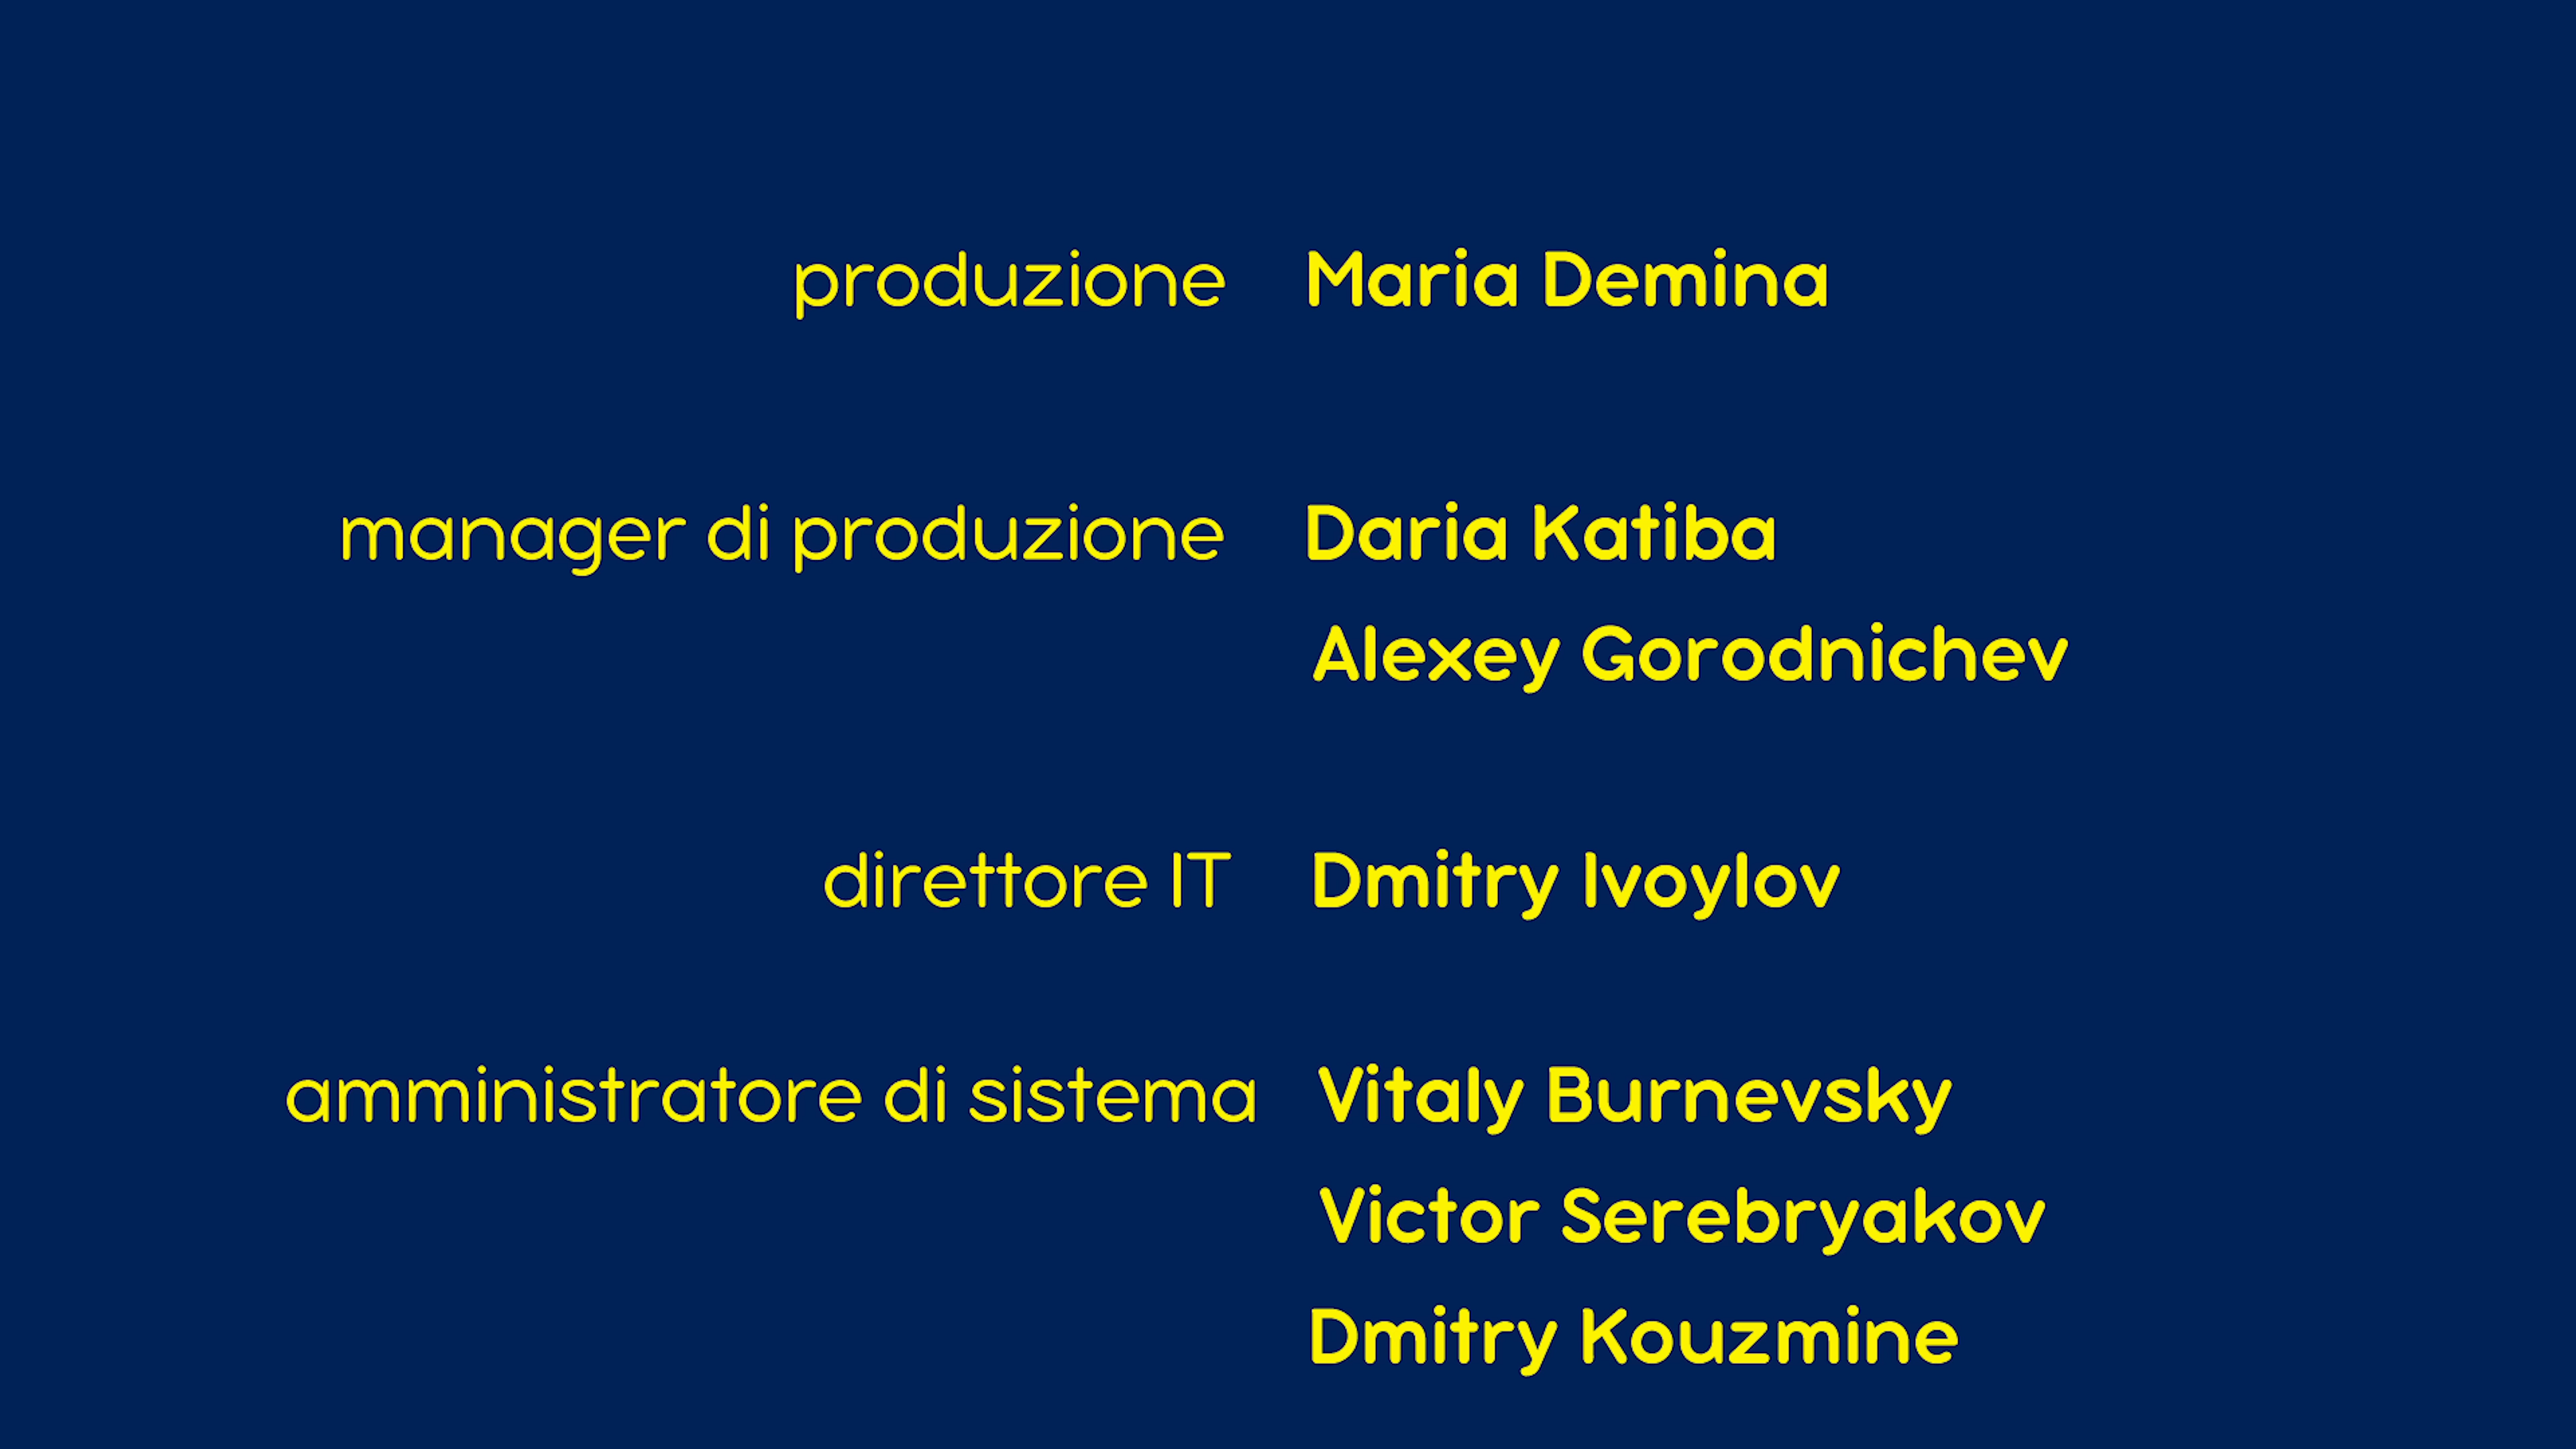 produzione Maria Demina
manager di produzione Daria Katiba
Alexey Gorodnichev
direttore IT Dmitry Ivoylov
amministratore di sistema Vitaly Burnevsky
Victor Serebryakov
Dmitry Kouzmine